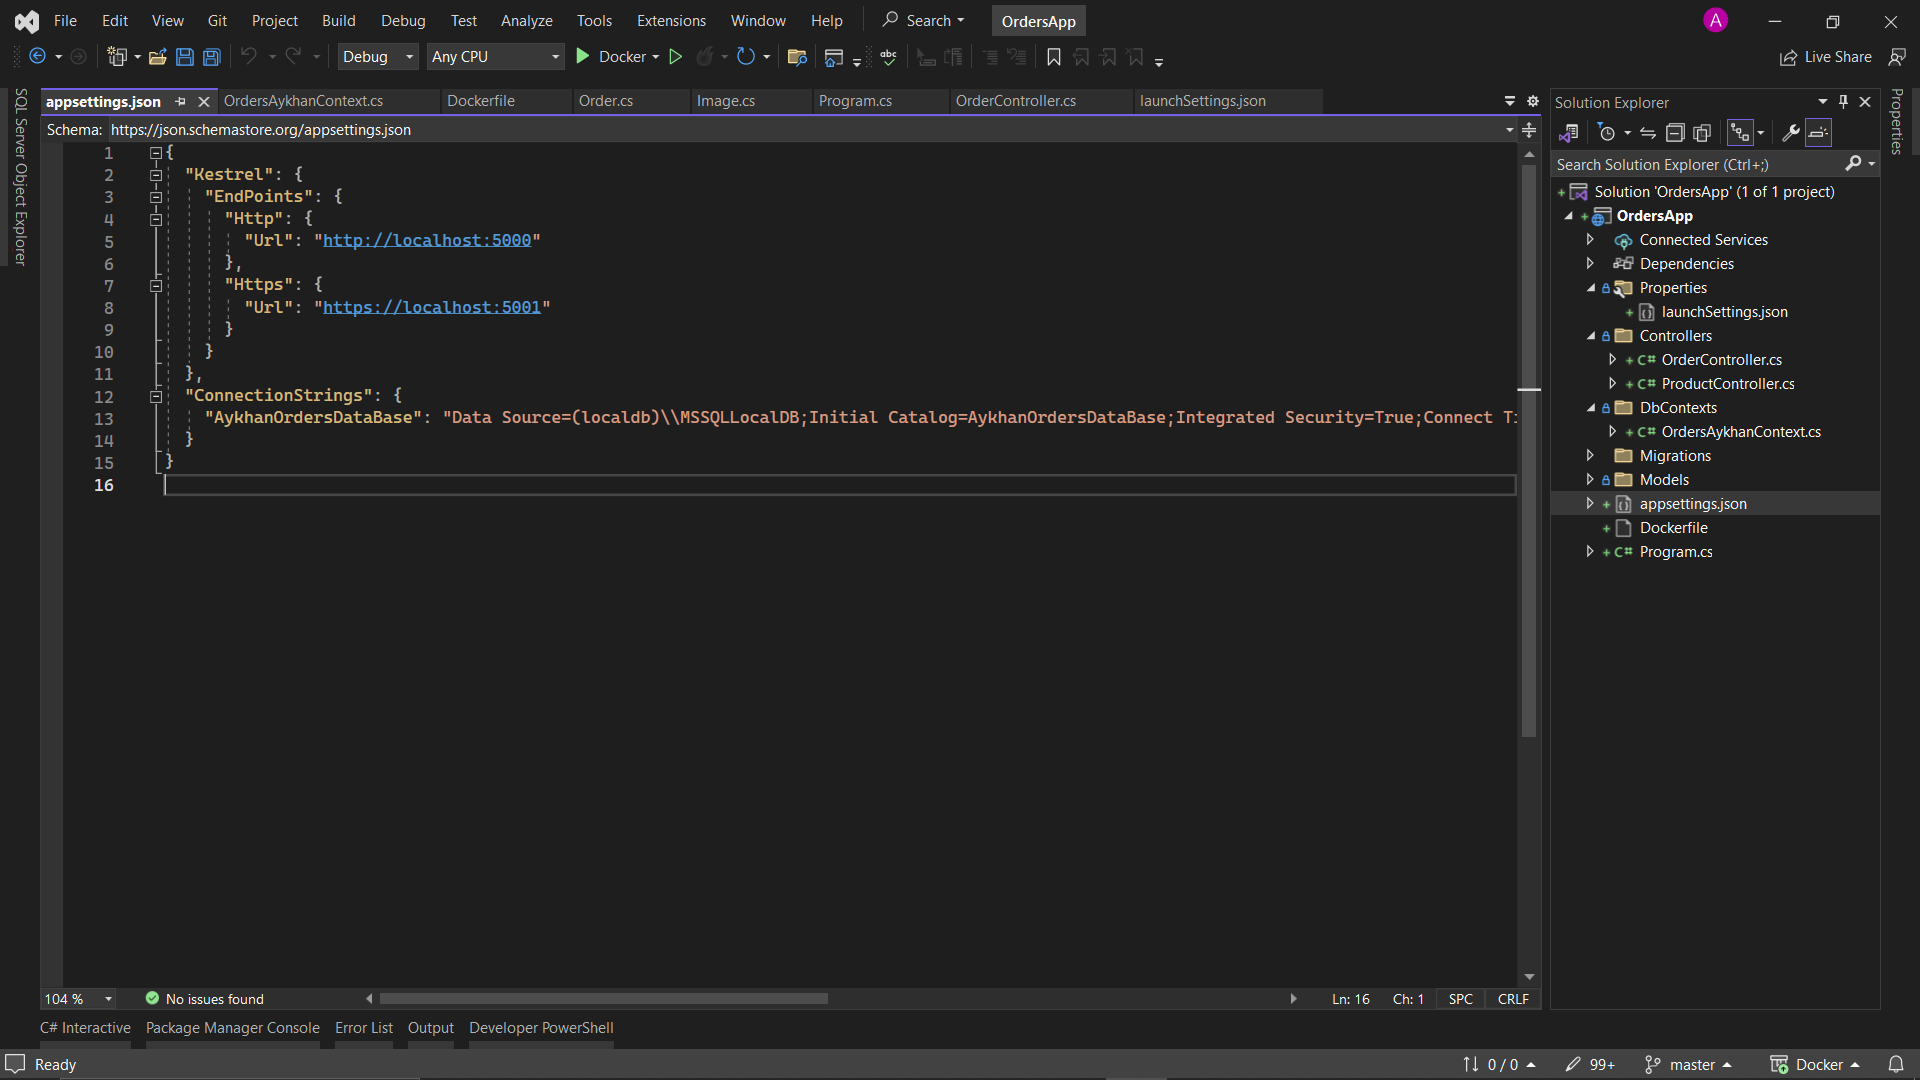 File Edit View Git Project Build Debug Test Analyze Tools Extensions Window Help Search OrdersApp A
Debug Any CPU Docker abc Live Share
SQL Server Object Explorer
appsettings.json OrdersAykhanContext.cs Dockerfile Order.cs Image.cs Program.cs OrderController.cs launchSettings.json
Schema: https://json.schemastore.org/appsettings.json
1 {
2 "Kestrel": {
3 "EndPoints": {
4 "Http": {
5 "Url": "http://localhost:5000"
6 },
7 "Https": {
8 "Url": "https://localhost:5001"
9 }
10 }
11 },
12 "ConnectionStrings": {
13 "AykhanOrdersDataBase": "Data Source=(localdb)\\MSSQLLocalDB;Initial Catalog=AykhanOrdersDataBase;Integrated Security=True;Connect Ti
14 }
15 }
16
104 % No issues found Ln: 16 Ch: 1 SPC CRLF
Solution Explorer
Search Solution Explorer (Ctrl+;)
Solution 'OrdersApp' (1 of 1 project)
OrdersApp
Connected Services
Dependencies
Properties
launchSettings.json
Controllers
C# OrderController.cs
C# ProductController.cs
DbContexts
C# OrdersAykhanContext.cs
Migrations
Models
appsettings.json
Dockerfile
C# Program.cs
Properties
C# Interactive Package Manager Console Error List Output Developer PowerShell
Ready 0 / 0 99+ master Docker